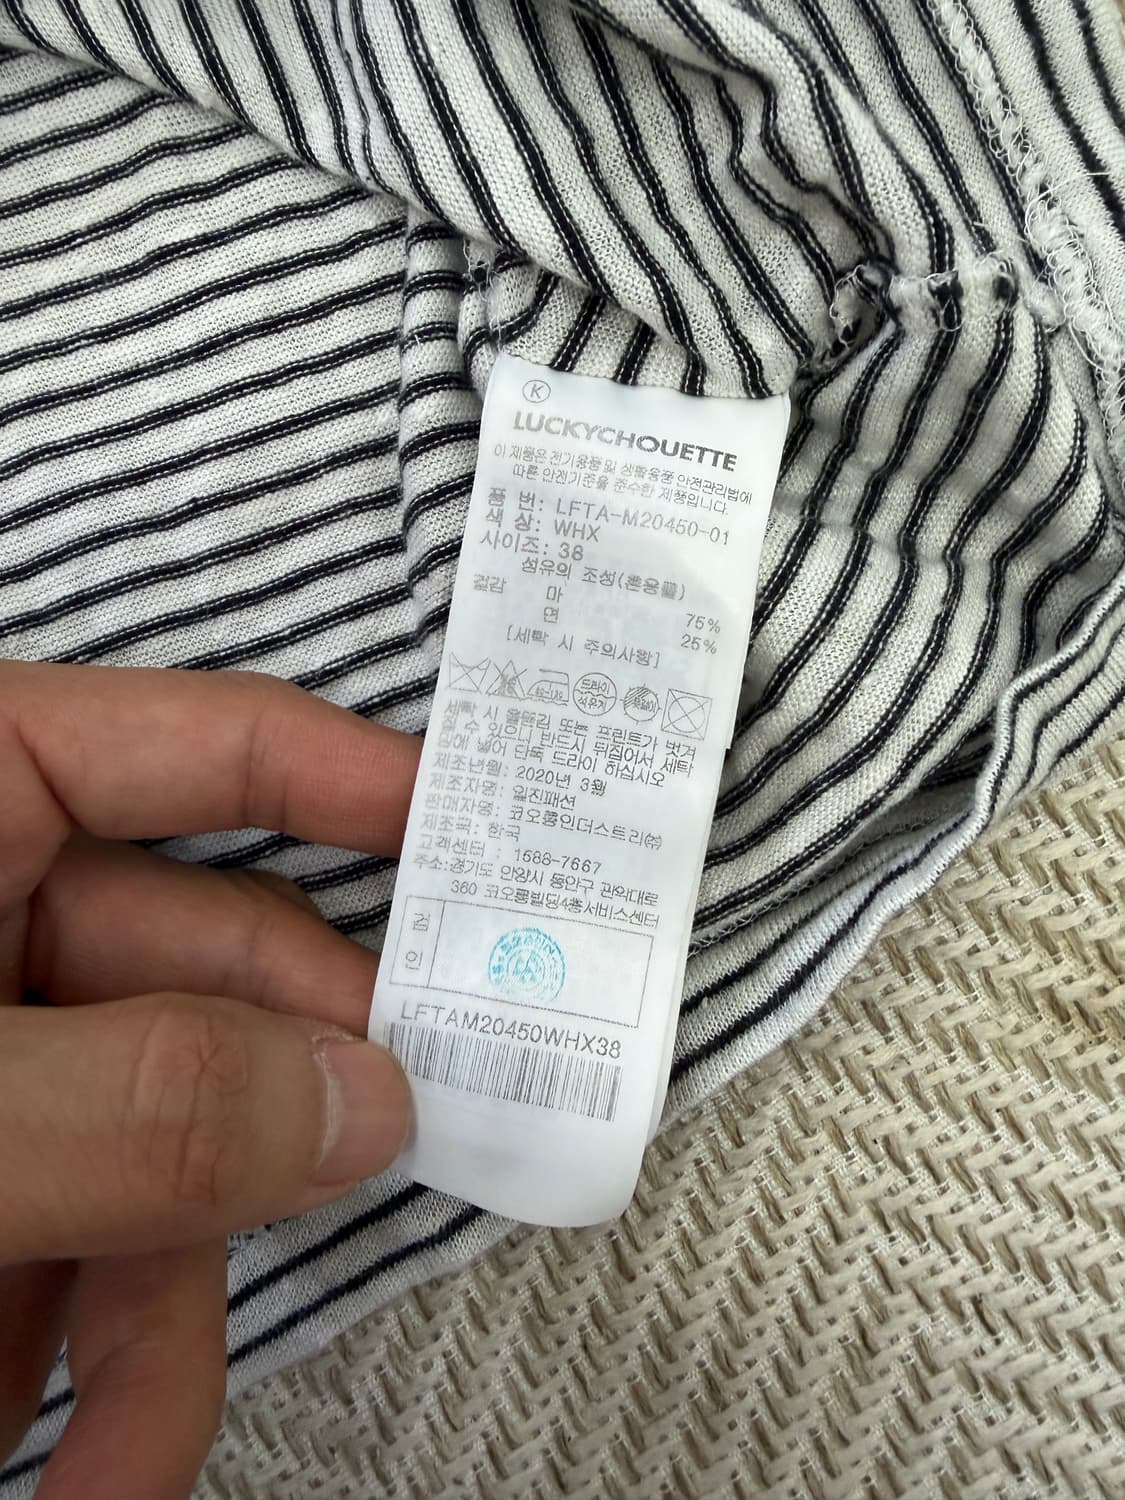 K
LUCKYCHOUETTE
이 제품은 전기용품 및 생활용품 안전관리법에
따른 안전기준을 준수한 제품입니다.
품 번: LFTA-M20450-01
색 상: WHX
사이즈: 38
섬유의 조성(혼용률)
겉감 마 75%
면 25%
[세탁 시 주의사항]
80~120 드라이 석유계
세탁 시 올뜯김 또는 프린트가 벗겨
질 수 있으니 반드시 뒤집어서 세탁
망에 넣어 단독 드라이 하십시오
제조년월: 2020년 3월
제조자명: 일진패션
판매자명: 코오롱인더스트리(주)
제조국: 한국
고객센터 : 1588-7667
주소:경기도 안양시 동안구 관악대로
360 코오롱빌딩4층서비스센터
검
인
LFTAM20450WHX38